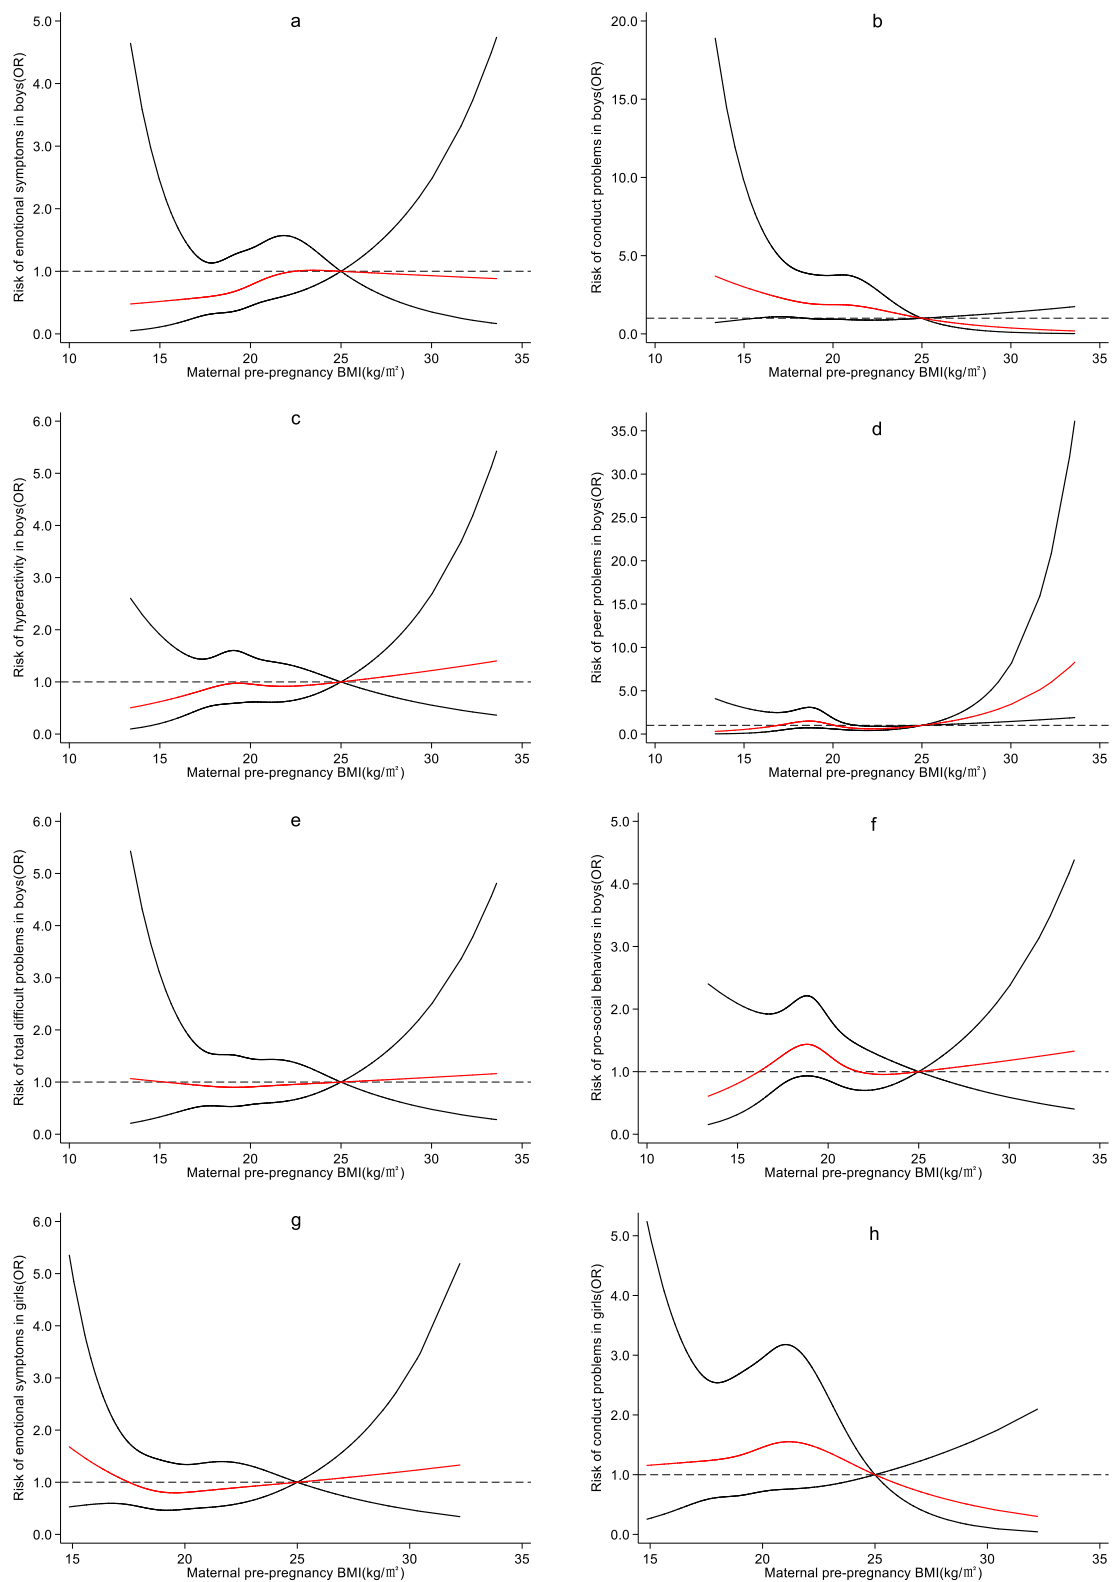 a
Risk of emotional symptoms in boys(OR)
5.0
4.0
3.0
2.0
1.0
0.0
10 15 20 25 30 35
Maternal pre-pregnancy BMI(kg/㎡)
b
Risk of conduct problems in boys(OR)
20.0
15.0
10.0
5.0
0.0
10 15 20 25 30 35
Maternal pre-pregnancy BMI(kg/㎡)
c
Risk of hyperactivity in boys(OR)
6.0
5.0
4.0
3.0
2.0
1.0
0.0
10 15 20 25 30 35
Maternal pre-pregnancy BMI(kg/㎡)
d
Risk of peer problems in boys(OR)
35.0
30.0
25.0
20.0
15.0
10.0
5.0
0.0
10 15 20 25 30 35
Maternal pre-pregnancy BMI(kg/㎡)
e
Risk of total difficult problems in boys(OR)
6.0
5.0
4.0
3.0
2.0
1.0
0.0
10 15 20 25 30 35
Maternal pre-pregnancy BMI(kg/㎡)
f
Risk of pro-social behaviors in boys(OR)
5.0
4.0
3.0
2.0
1.0
0.0
10 15 20 25 30 35
Maternal pre-pregnancy BMI(kg/㎡)
g
Risk of emotional symptoms in girls(OR)
6.0
5.0
4.0
3.0
2.0
1.0
0.0
15 20 25 30 35
Maternal pre-pregnancy BMI(kg/㎡)
h
Risk of conduct problems in girls(OR)
5.0
4.0
3.0
2.0
1.0
0.0
15 20 25 30 35
Maternal pre-pregnancy BMI(kg/㎡)